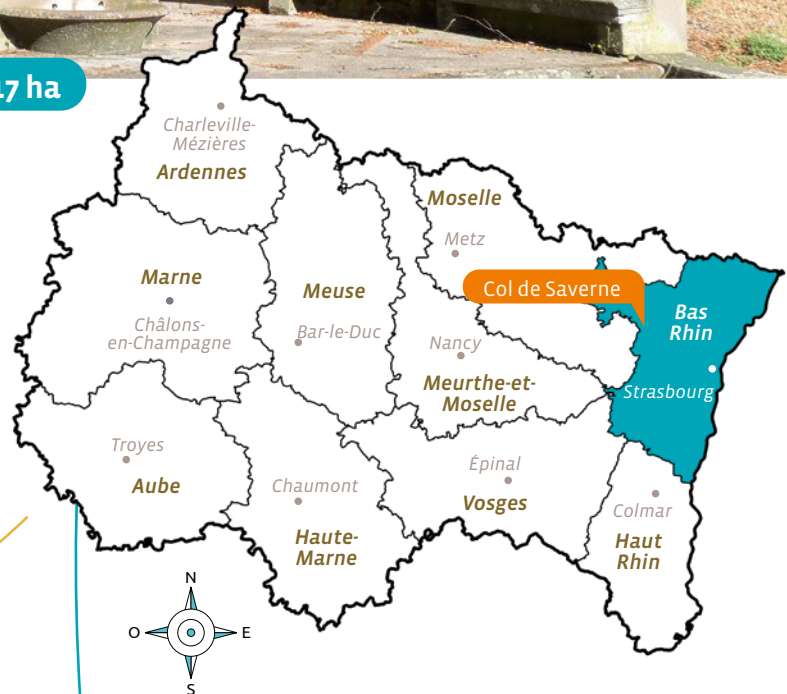 17 ha
Charleville-
Mézières
Ardennes
Moselle
Metz
Col de Saverne
Marne
Châlons-
en-Champagne
Meuse
Bar-le-Duc
Nancy
Meurthe-et-
Moselle
Bas
Rhin
Strasbourg
Troyes
Aube
Chaumont
Haute-
Marne
Épinal
Vosges
Colmar
Haut
Rhin
N
O
E
S